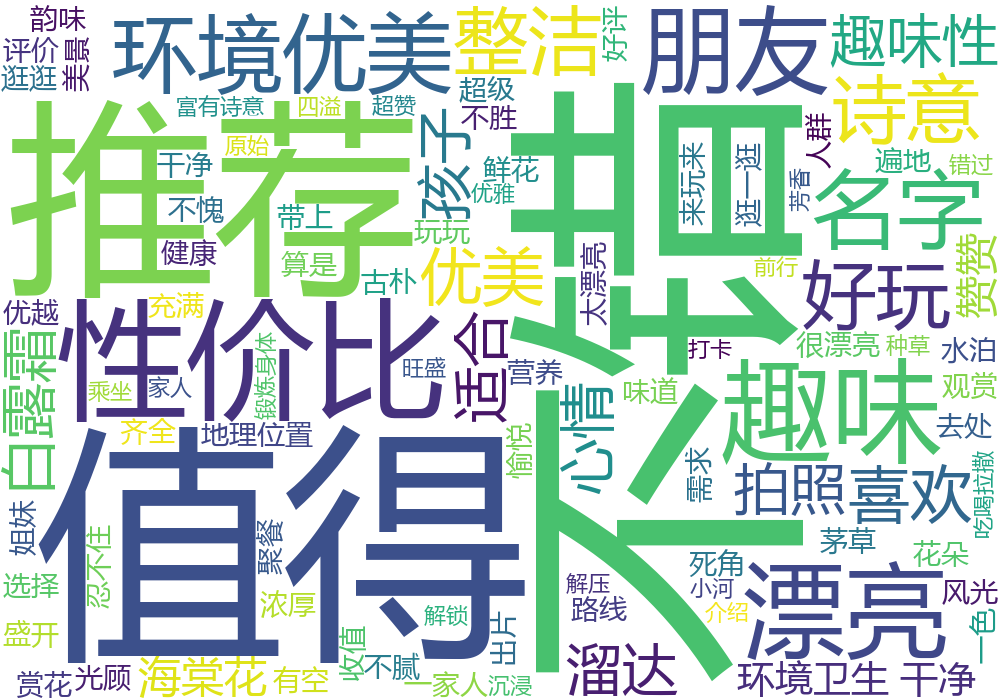 韵味
评价
美景
逛逛
环境优美
整洁
好评
朋友
趣味性
富有诗意
四溢
超赞
超级
不胜
诗意
推荐
原始
干净
不愧
带上
孩子
鲜花
优雅
不错
来玩来
逛一逛
人群
芳香
遍地
错过
名字
健康
算是
玩玩
古朴
优美
太漂亮
前行
好玩
赞赞
优越
充满
性价比
适合
打卡
很漂亮
种草
水泊
白露霜
乘坐
家人
锻炼身体
旺盛
营养
心情
味道
趣味
观赏
去处
齐全
地理位置
愉悦
需求
拍照
喜欢
吃喝拉撒
值得
姐妹
忍不住
聚餐
茅草
花朵
选择
浓厚
死角
小河
介绍
解压
路线
漂亮
风光
一色
盛开
收值
解锁
出片
溜达
赏花
光顾
海棠花
有空
不腻
一家人
沉浸
环境卫生
干净